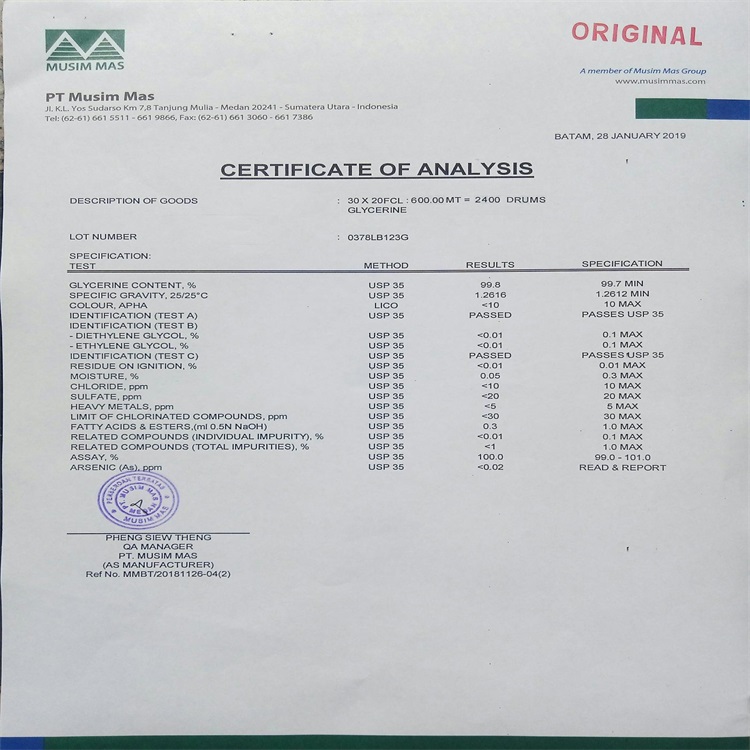 MUSIM MAS
ORIGINAL
A member of Musim Mas Group
www.musimmas.com
PT Musim Mas
Jl. K.L. Yos Sudarso Km 7,8 Tanjung Mulia - Medan 20241 - Sumatera Utara - Indonesia
Tel: (62-61) 661 5511 - 661 9866, Fax: (62-61) 661 3060 - 661 7386
BATAM, 28 JANUARY 2019
CERTIFICATE OF ANALYSIS
DESCRIPTION OF GOODS : 30 X 20FCL : 600.00 MT = 2400 DRUMS
GLYCERINE
LOT NUMBER : 0378LB123G
SPECIFICATION:
TEST METHOD RESULTS SPECIFICATION
GLYCERINE CONTENT, % USP 35 99.8 99.7 MIN
SPECIFIC GRAVITY, 25/25°C USP 35 1.2616 1.2612 MIN
COLOUR, APHA LICO <10 10 MAX
IDENTIFICATION (TEST A) USP 35 PASSED PASSES USP 35
IDENTIFICATION (TEST B)
- DIETHYLENE GLYCOL, % USP 35 <0.01 0.1 MAX
- ETHYLENE GLYCOL, % USP 35 <0.01 0.1 MAX
IDENTIFICATION (TEST C) USP 35 PASSED PASSES USP 35
RESIDUE ON IGNITION, % USP 35 <0.01 0.01 MAX
MOISTURE, % USP 35 0.05 0.3 MAX
CHLORIDE, ppm USP 35 <10 10 MAX
SULFATE, ppm USP 35 <20 20 MAX
HEAVY METALS, ppm USP 35 <5 5 MAX
LIMIT OF CHLORINATED COMPOUNDS, ppm USP 35 <30 30 MAX
FATTY ACIDS & ESTERS,(ml 0.5N NaOH) USP 35 0.3 1.0 MAX
RELATED COMPOUNDS (INDIVIDUAL IMPURITY), % USP 35 <0.01 0.1 MAX
RELATED COMPOUNDS (TOTAL IMPURITIES), % USP 35 <1 1.0 MAX
ASSAY, % USP 35 100.0 99.0 - 101.0
ARSENIC (As), ppm USP 35 <0.02 READ & REPORT
PERSEROAN TERBATAS
PT. MUSIM MAS
MEDAN
MUSIM MAS
PHENG SIEW THENG
QA MANAGER
PT. MUSIM MAS
(AS MANUFACTURER)
Ref No. MMBT/20181126-04(2)